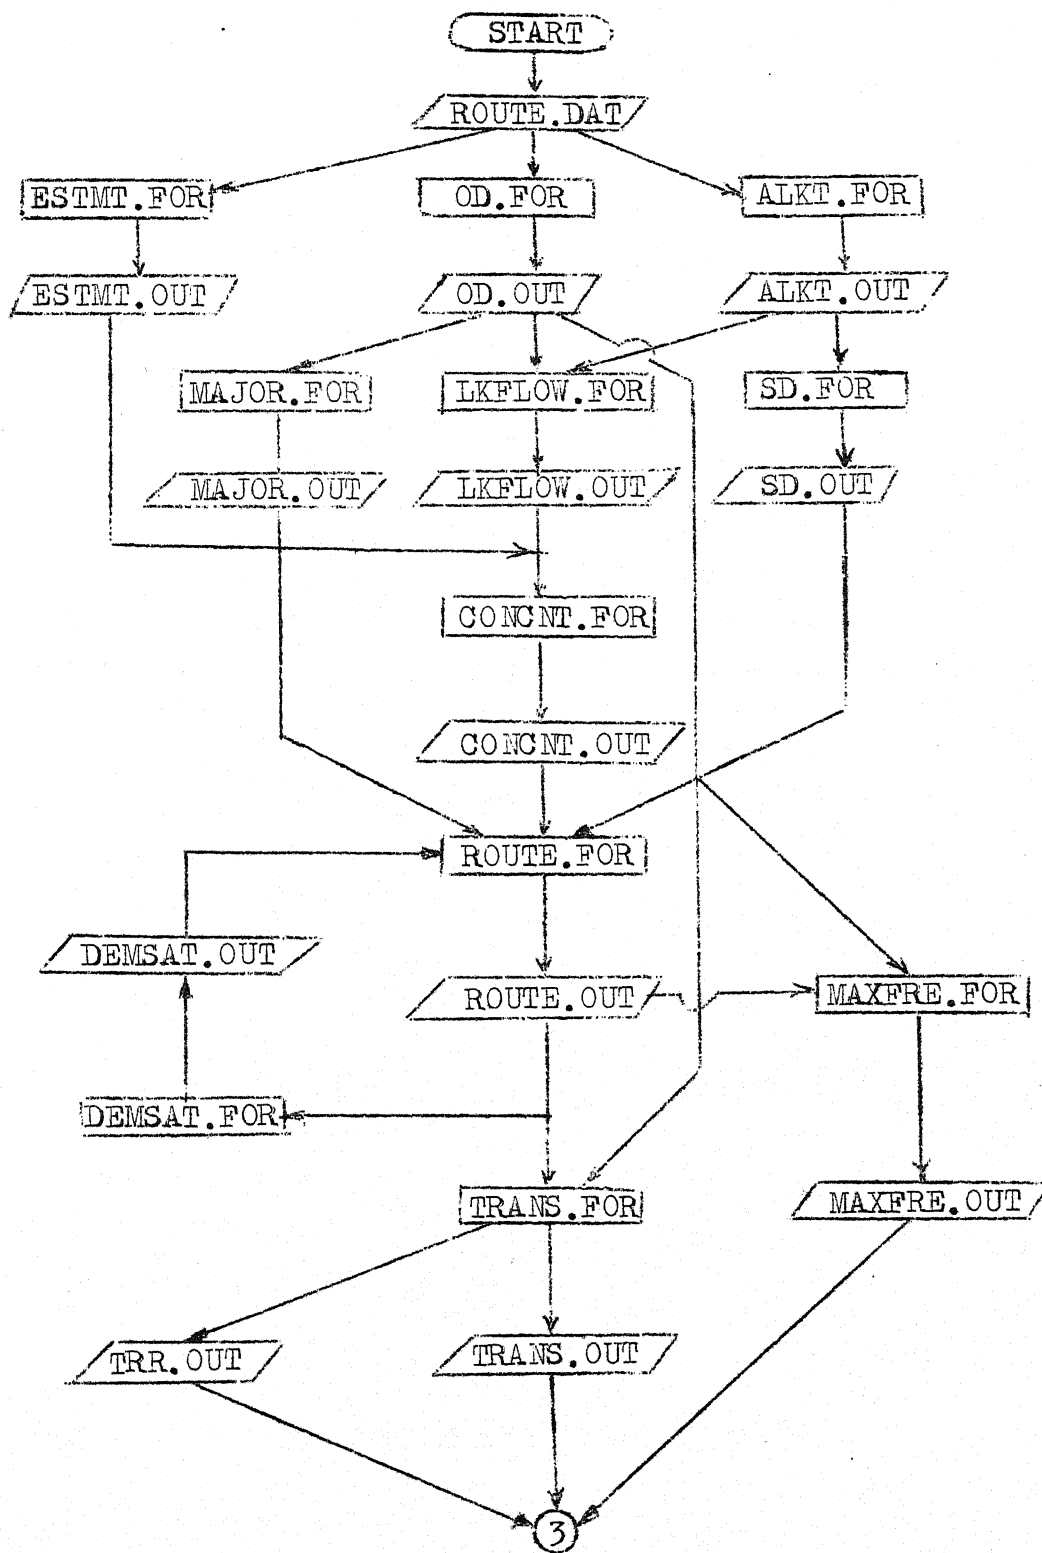 START
ROUTE.DAT
ESTMT.FOR
OD.FOR
ALKT.FOR
ESTMT.OUT
OD.OUT
ALKT.OUT
MAJOR.FOR
LKFLOW.FOR
SD.FOR
MAJOR.OUT
LKFLOW.OUT
SD.OUT
CONCNT.FOR
CONCNT.OUT
ROUTE.FOR
DEMSAT.OUT
ROUTE.OUT
MAXFRE.FOR
DEMSAT.FOR
TRANS.FOR
MAXFRE.OUT
TRR.OUT
TRANS.OUT
3